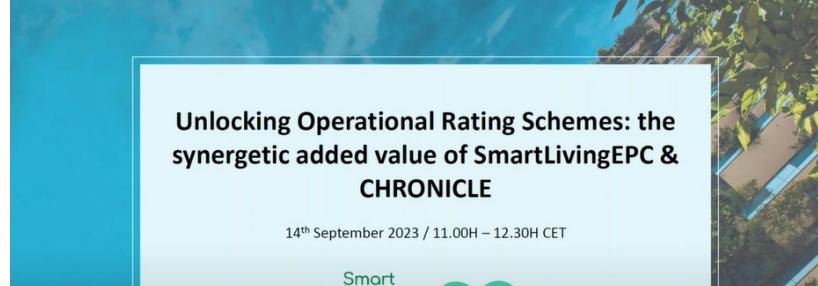 Unlocking Operational Rating Schemes: the
synergetic added value of SmartLivingEPC &
CHRONICLE
14th September 2023 / 11.00H – 12.30H CET
Smart